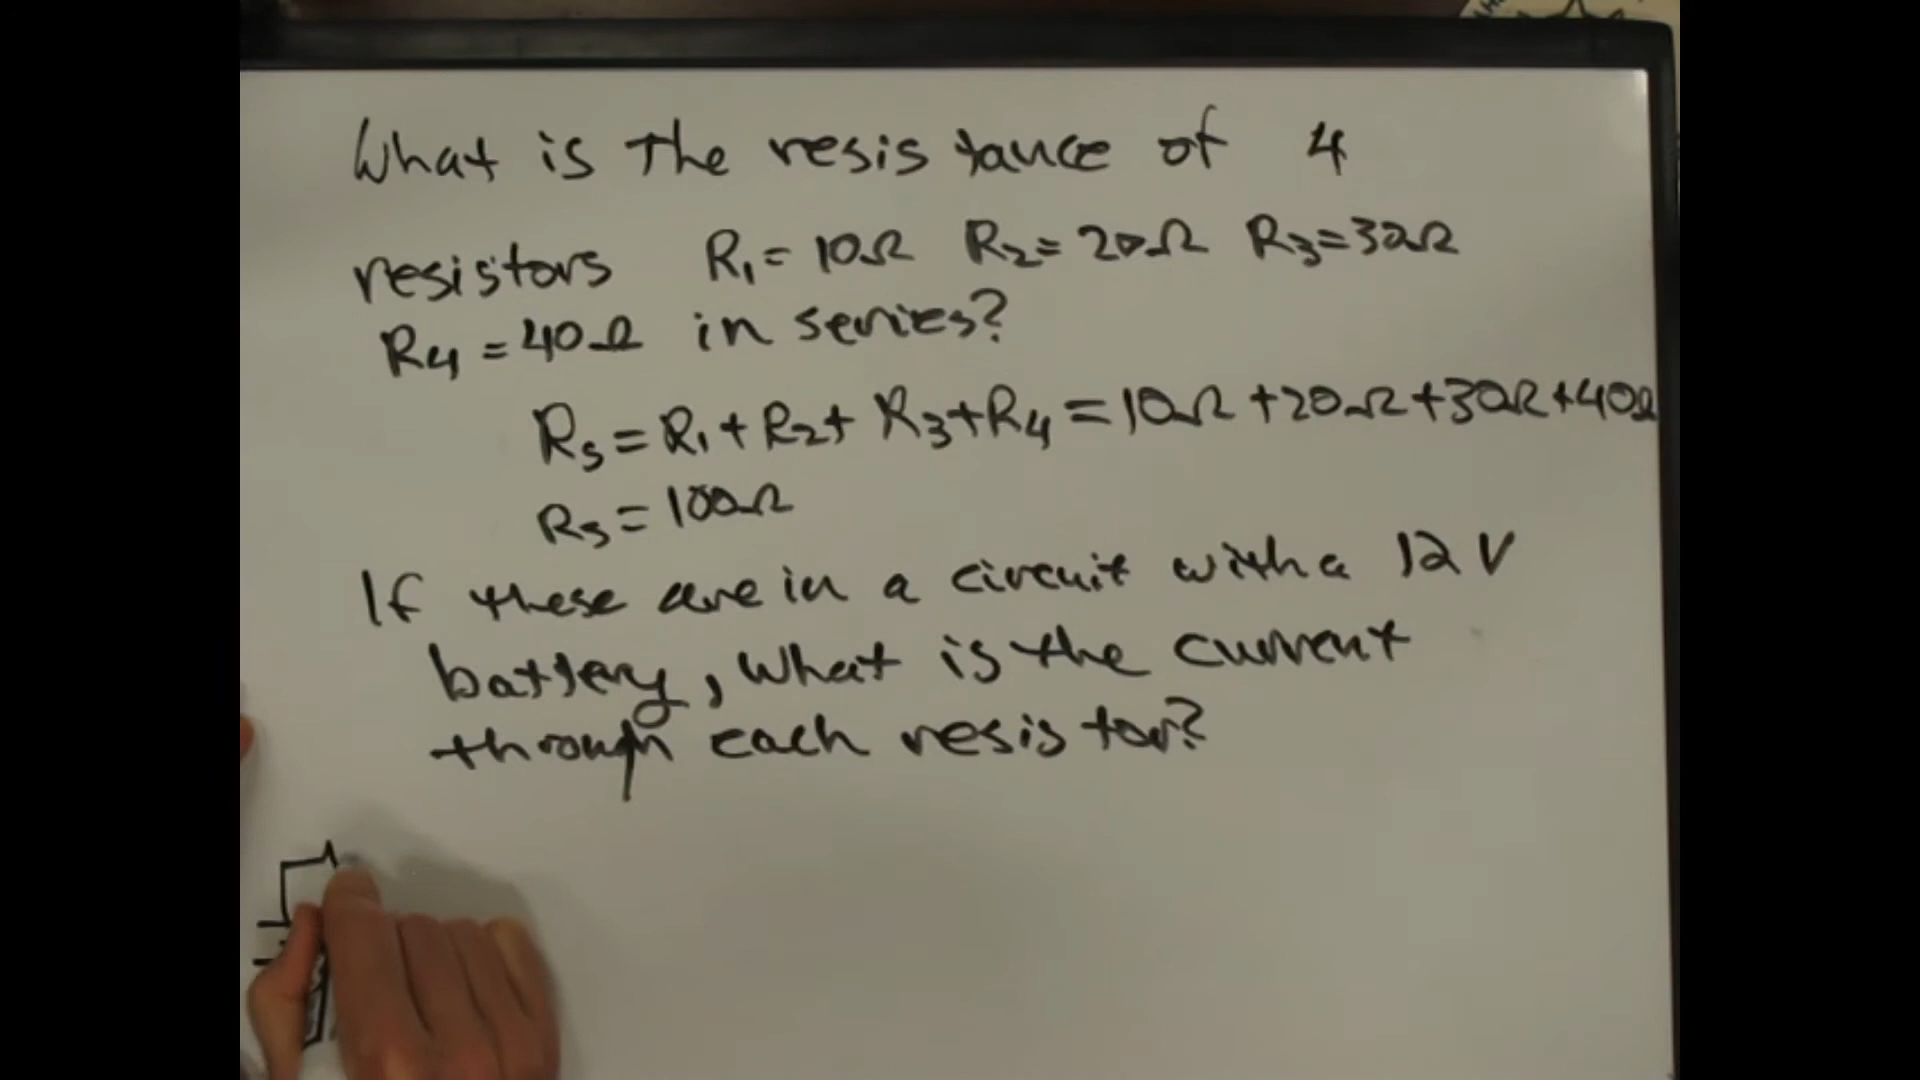 What is the resistance of 4
resistors R₁ = 10Ω R₂ = 20Ω R₃ = 30Ω
R₄ = 40Ω in series?
Rₛ = R₁ + R₂ + R₃ + R₄ = 10Ω + 20Ω + 30Ω + 40Ω
Rₛ = 100Ω
If these are in a circuit with a 12 V
battery, what is the current
through each resistor?